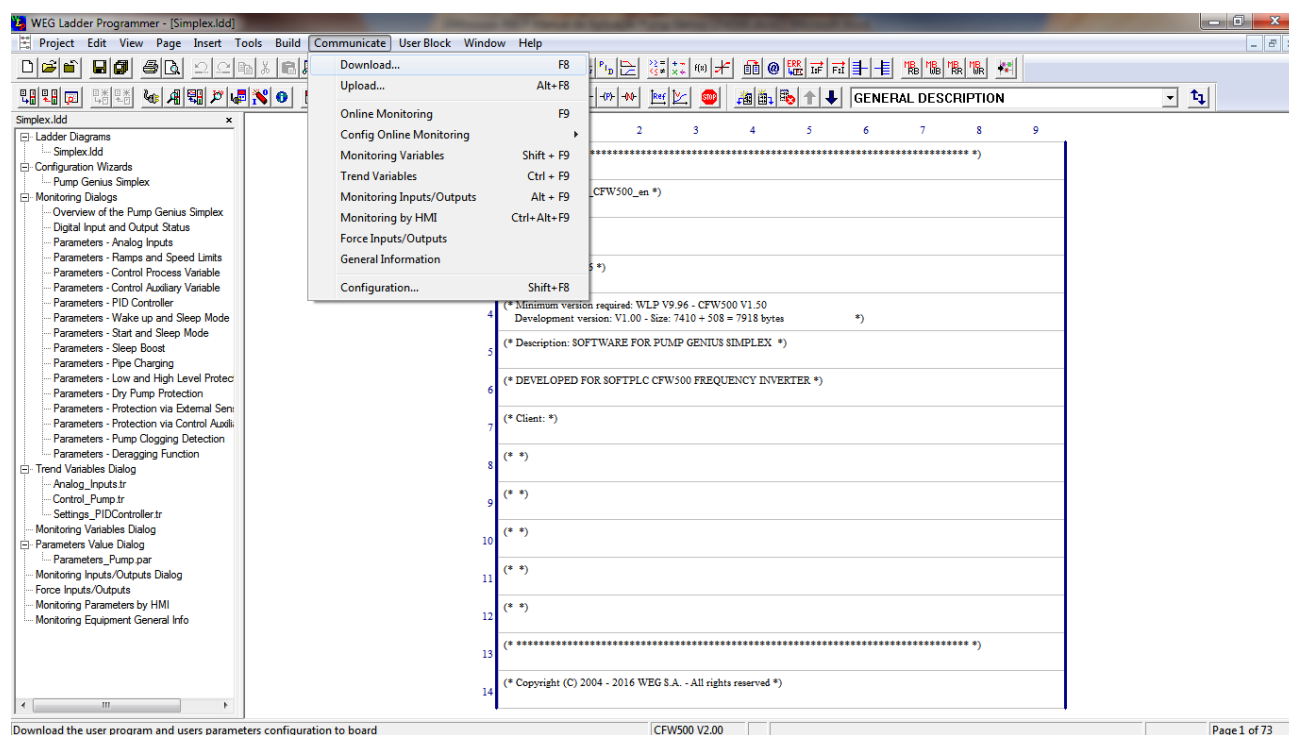 WEG Ladder Programmer - [Simplex.ldd]
Project Edit View Page Insert Tools Build Communicate User Block Window Help
GENERAL DESCRIPTION
Download... F8
Upload... Alt+F8
Online Monitoring F9
Config Online Monitoring
Monitoring Variables Shift + F9
Trend Variables Ctrl + F9
Monitoring Inputs/Outputs Alt + F9
Monitoring by HMI Ctrl+Alt+F9
Force Inputs/Outputs
General Information
Configuration... Shift+F8
Simplex.ldd x
Ladder Diagrams
Simplex.ldd
Configuration Wizards
Pump Genius Simplex
Monitoring Dialogs
Overview of the Pump Genius Simplex
Digital Input and Output Status
Parameters - Analog Inputs
Parameters - Ramps and Speed Limits
Parameters - Control Process Variable
Parameters - Control Auxiliary Variable
Parameters - PID Controller
Parameters - Wake up and Sleep Mode
Parameters - Start and Sleep Mode
Parameters - Sleep Boost
Parameters - Pipe Charging
Parameters - Low and High Level Protec
Parameters - Dry Pump Protection
Parameters - Protection via External Sen
Parameters - Protection via Control Auxili
Parameters - Pump Clogging Detection
Parameters - Deragging Function
Trend Variables Dialog
Analog_Inputs.tr
Control_Pump.tr
Settings_PIDController.tr
Monitoring Variables Dialog
Parameters Value Dialog
Parameters_Pump.par
Monitoring Inputs/Outputs Dialog
Force Inputs/Outputs
Monitoring Parameters by HMI
Monitoring Equipment General Info
2 3 4 5 6 7 8 9
*)
_CFW500_en *)
*)
4 (* Minimum version required: WLP V9.96 - CFW500 V1.50
Development version: V1.00 - Size: 7410 + 508 = 7918 bytes *)
5 (* Description: SOFTWARE FOR PUMP GENIUS SIMPLEX *)
6 (* DEVELOPED FOR SOFTPLC CFW500 FREQUENCY INVERTER *)
7 (* Client: *)
8 (* *)
9 (* *)
10 (* *)
11 (* *)
12 (* *)
13 (* ******************************************************************************** *)
14 (* Copyright (C) 2004 - 2016 WEG S.A. - All rights reserved *)
Download the user program and users parameters configuration to board CFW500 V2.00 Page 1 of 73